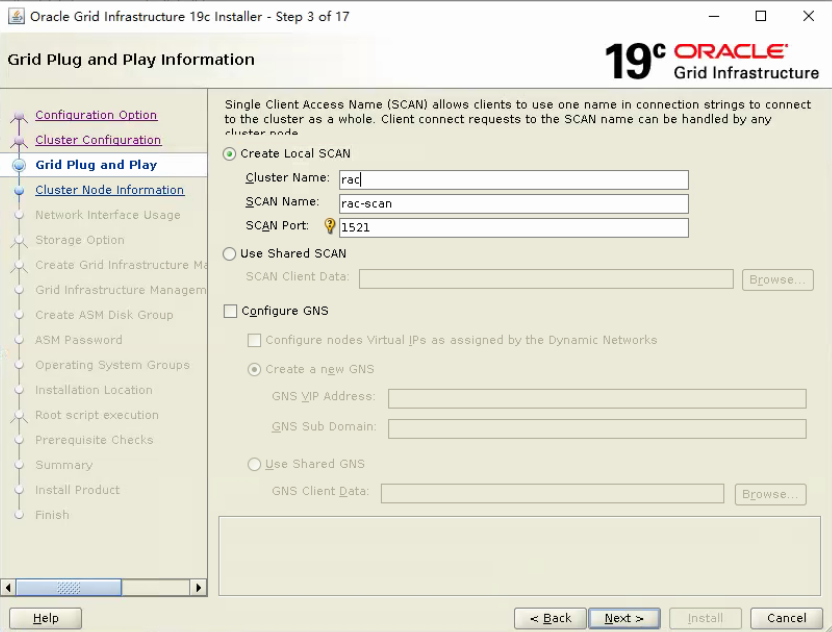 Oracle Grid Infrastructure 19c Installer - Step 3 of 17
Grid Plug and Play Information
19c ORACLE
Grid Infrastructure
Configuration Option
Cluster Configuration
Grid Plug and Play
Cluster Node Information
Network Interface Usage
Storage Option
Create Grid Infrastructure Ma
Grid Infrastructure Managem
Create ASM Disk Group
ASM Password
Operating System Groups
Installation Location
Root script execution
Prerequisite Checks
Summary
Install Product
Finish
Single Client Access Name (SCAN) allows clients to use one name in connection strings to connect
to the cluster as a whole. Client connect requests to the SCAN name can be handled by any
cluster node.
Create Local SCAN
Cluster Name: rac
SCAN Name: rac-scan
SCAN Port: 1521
Use Shared SCAN
SCAN Client Data: Browse...
Configure GNS
Configure nodes Virtual IPs as assigned by the Dynamic Networks
Create a new GNS
GNS VIP Address:
GNS Sub Domain:
Use Shared GNS
GNS Client Data: Browse...
Help < Back Next > Install Cancel